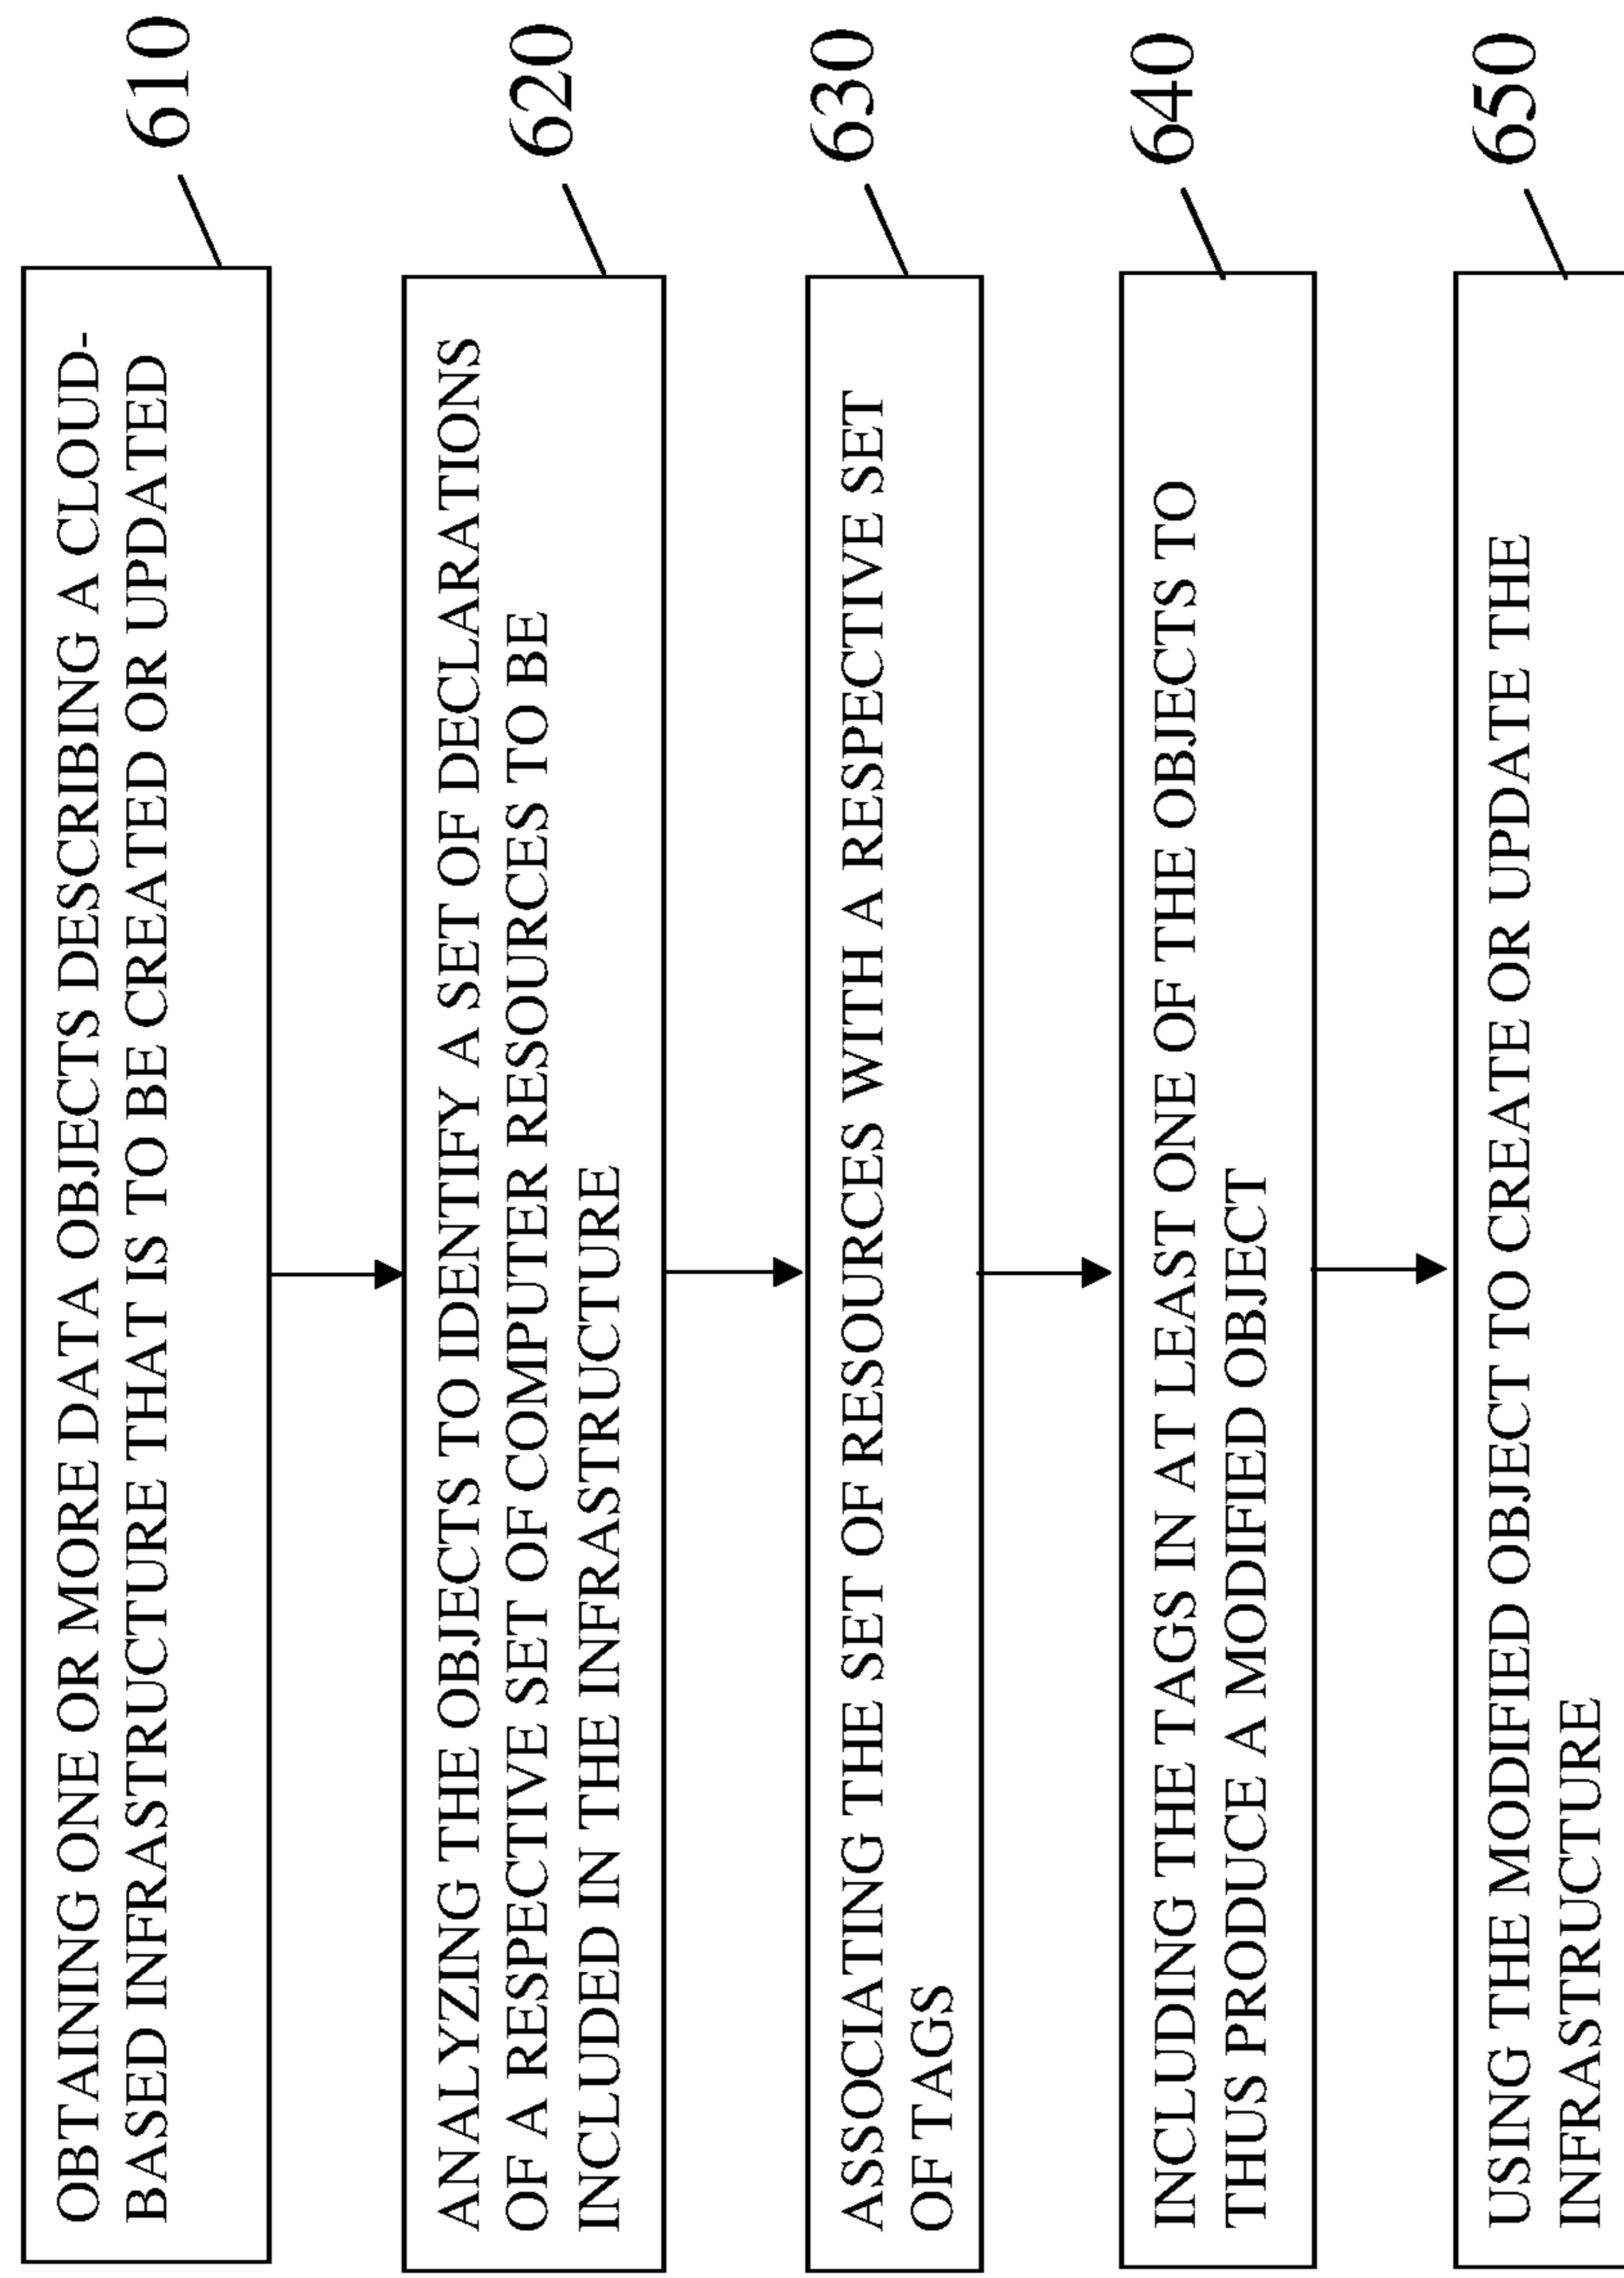 OBTAINING ONE OR MORE DATA OBJECTS DESCRIBING A CLOUD-
BASED INFRASTRUCTURE THAT IS TO BE CREATED OR UPDATED
610
ANALYZING THE OBJECTS TO IDENTIFY A SET OF DECLARATIONS
OF A RESPECTIVE SET OF COMPUTER RESOURCES TO BE
INCLUDED IN THE INFRASTRUCTURE
620
ASSOCIATING THE SET OF RESOURCES WITH A RESPECTIVE SET
OF TAGS
630
INCLUDING THE TAGS IN AT LEAST ONE OF THE OBJECTS TO
THUS PRODUCE A MODIFIED OBJECT
640
USING THE MODIFIED OBJECT TO CREATE OR UPDATE THE
INFRASTRUCTURE
650